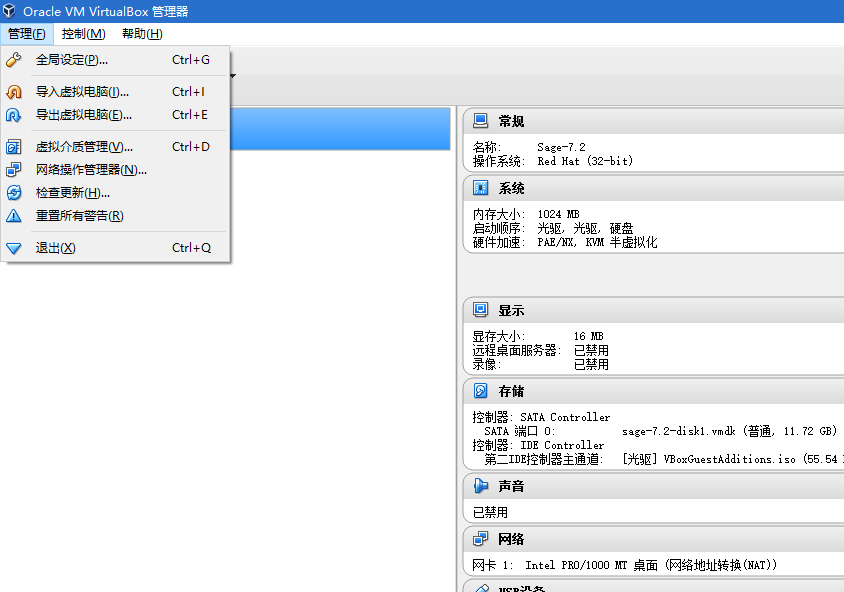 Oracle VM VirtualBox 管理器
管理(F) 控制(M) 帮助(H)
全局设定(P)... Ctrl+G
导入虚拟电脑(I)... Ctrl+I
导出虚拟电脑(E)... Ctrl+E
虚拟介质管理(V)... Ctrl+D
网络操作管理器(N)...
检查更新(H)...
重置所有警告(R)
退出(X) Ctrl+Q
常规
名称: Sage-7.2
操作系统: Red Hat (32-bit)
系统
内存大小: 1024 MB
启动顺序: 光驱, 光驱, 硬盘
硬件加速: PAE/NX, KVM 半虚拟化
显示
显存大小: 16 MB
远程桌面服务器: 已禁用
录像: 已禁用
存储
控制器: SATA Controller
SATA 端口 0: sage-7.2-disk1.vmdk (普通, 11.72 GB)
控制器: IDE Controller
第二IDE控制器主通道: [光驱] VBoxGuestAdditions.iso (55.54
声音
已禁用
网络
网卡 1: Intel PRO/1000 MT 桌面 (网络地址转换(NAT))
USB设备